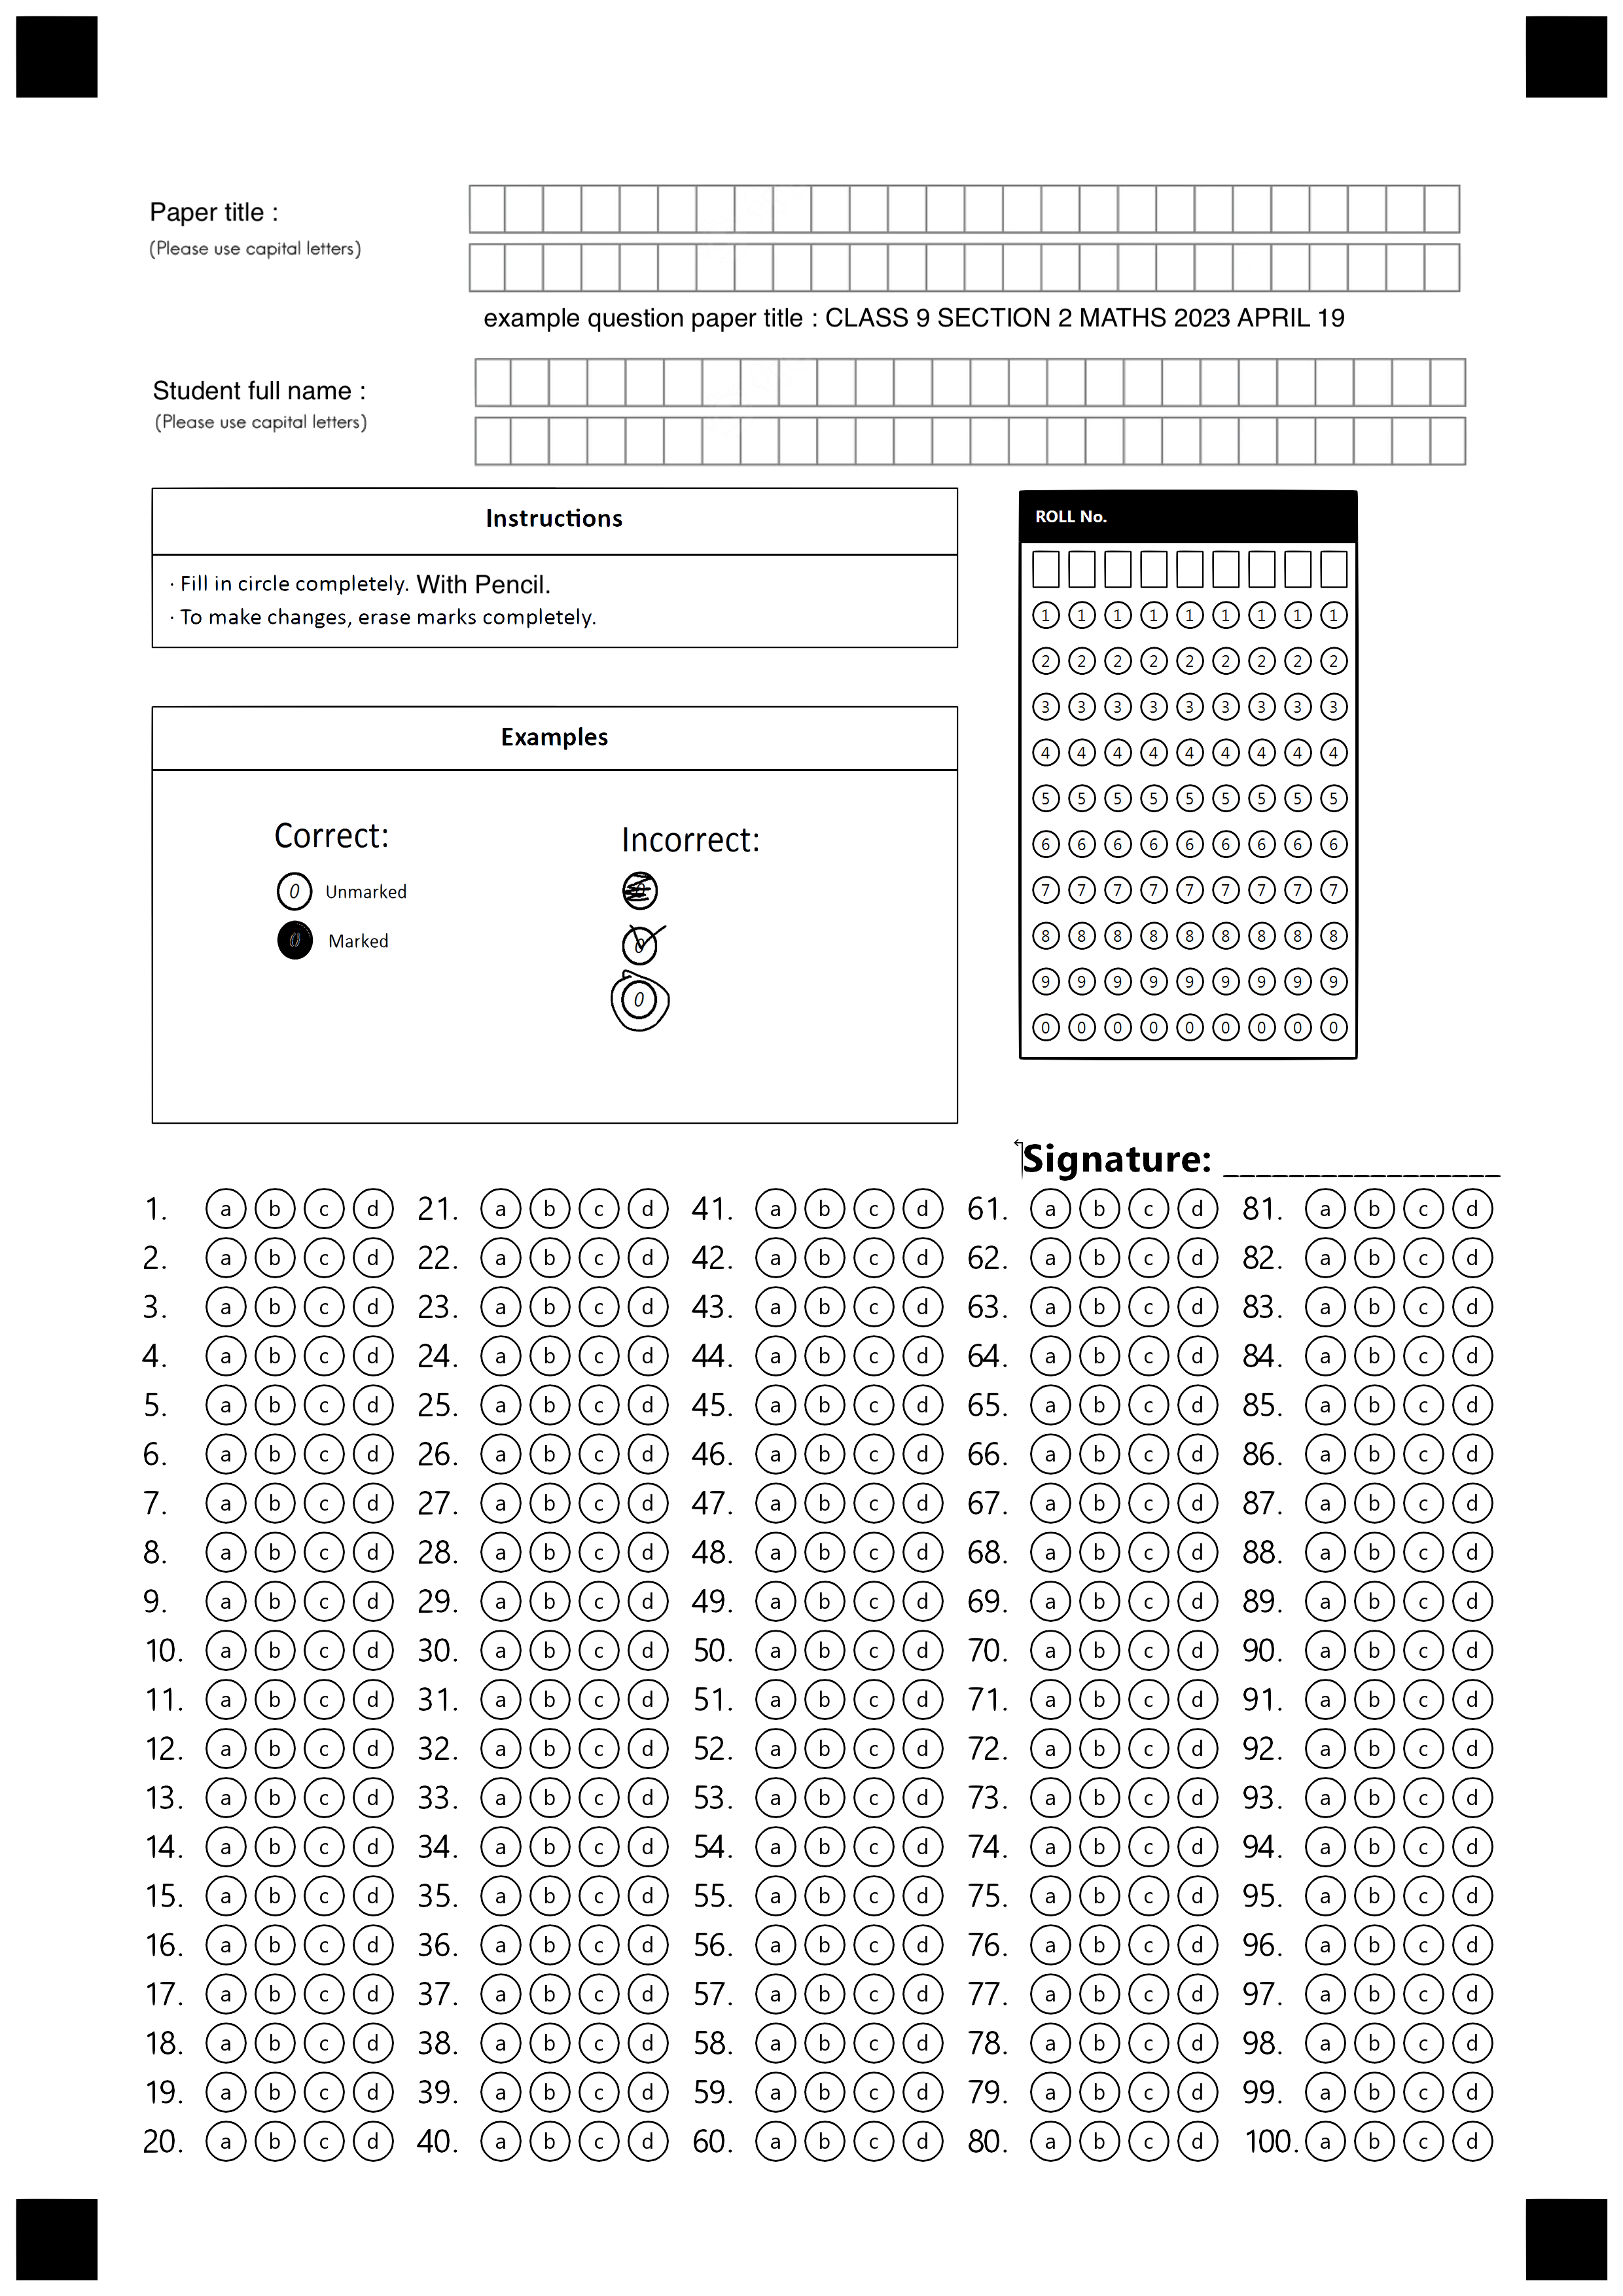 Paper title :
(Please use capital letters)
example question paper title : CLASS 9 SECTION 2 MATHS 2023 APRIL 19
Student full name :
(Please use capital letters)
Instructions
· Fill in circle completely. With Pencil.
· To make changes, erase marks completely.
Examples
Correct:
0 Unmarked
0 Marked
Incorrect:
0
0
0
ROLL No.
1 1 1 1 1 1 1 1 1
2 2 2 2 2 2 2 2 2
3 3 3 3 3 3 3 3 3
4 4 4 4 4 4 4 4 4
5 5 5 5 5 5 5 5 5
6 6 6 6 6 6 6 6 6
7 7 7 7 7 7 7 7 7
8 8 8 8 8 8 8 8 8
9 9 9 9 9 9 9 9 9
0 0 0 0 0 0 0 0 0
Signature: _________________
1. a b c d 21. a b c d 41. a b c d 61. a b c d 81. a b c d
2. a b c d 22. a b c d 42. a b c d 62. a b c d 82. a b c d
3. a b c d 23. a b c d 43. a b c d 63. a b c d 83. a b c d
4. a b c d 24. a b c d 44. a b c d 64. a b c d 84. a b c d
5. a b c d 25. a b c d 45. a b c d 65. a b c d 85. a b c d
6. a b c d 26. a b c d 46. a b c d 66. a b c d 86. a b c d
7. a b c d 27. a b c d 47. a b c d 67. a b c d 87. a b c d
8. a b c d 28. a b c d 48. a b c d 68. a b c d 88. a b c d
9. a b c d 29. a b c d 49. a b c d 69. a b c d 89. a b c d
10. a b c d 30. a b c d 50. a b c d 70. a b c d 90. a b c d
11. a b c d 31. a b c d 51. a b c d 71. a b c d 91. a b c d
12. a b c d 32. a b c d 52. a b c d 72. a b c d 92. a b c d
13. a b c d 33. a b c d 53. a b c d 73. a b c d 93. a b c d
14. a b c d 34. a b c d 54. a b c d 74. a b c d 94. a b c d
15. a b c d 35. a b c d 55. a b c d 75. a b c d 95. a b c d
16. a b c d 36. a b c d 56. a b c d 76. a b c d 96. a b c d
17. a b c d 37. a b c d 57. a b c d 77. a b c d 97. a b c d
18. a b c d 38. a b c d 58. a b c d 78. a b c d 98. a b c d
19. a b c d 39. a b c d 59. a b c d 79. a b c d 99. a b c d
20. a b c d 40. a b c d 60. a b c d 80. a b c d 100. a b c d